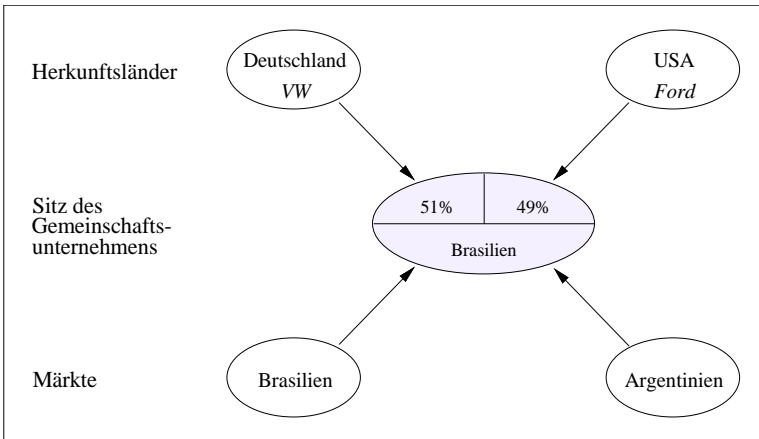 Herkunftsländer
Deutschland
VW
USA
Ford
Sitz des
Gemeinschafts-
unternehmens
51%
49%
Brasilien
Märkte
Brasilien
Argentinien